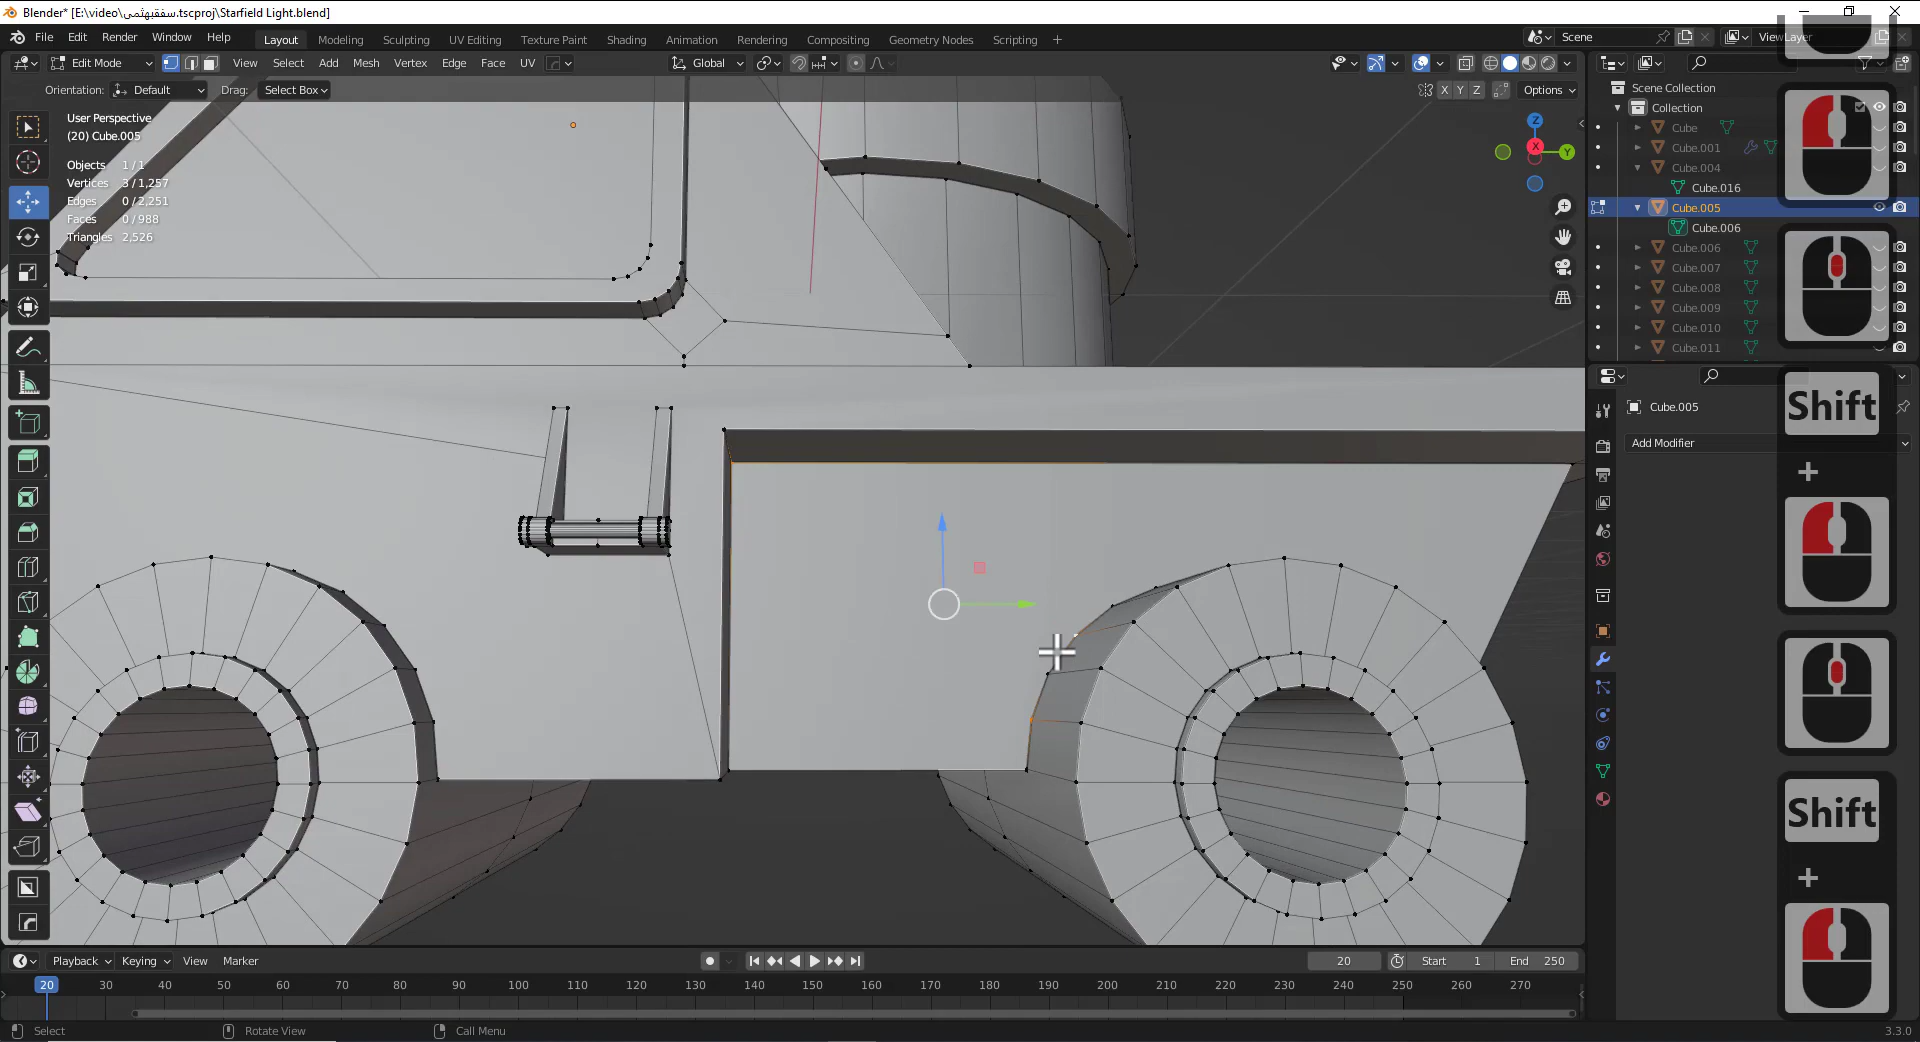 Blender* [E:\video\سفقبهثمی.tscproj\Starfield Light.blend]
File Edit Render Window Help Layout Modeling Sculpting UV Editing Texture Paint Shading Animation Rendering Compositing Geometry Nodes Scripting + Scene ViewLayer
Edit Mode View Select Add Mesh Vertex Edge Face UV Global
Orientation: Default Drag: Select Box X Y Z Options
User Perspective
(20) Cube.005
Objects 1/1
Vertices 3/1,257
Edges 0/2,251
Faces 0/988
Triangles 2,526
Z
X
Y
Scene Collection
Collection
Cube
Cube.001
Cube.004
Cube.016
Cube.005
Cube.006
Cube.006
Cube.007
Cube.008
Cube.009
Cube.010
Cube.011
Cube.005
Add Modifier
Shift
+
Shift
+
Playback Keying View Marker 20 Start 1 End 250
20 30 40 50 60 70 80 90 100 110 120 130 140 150 160 170 180 190 200 210 220 230 240 250 260 270
Select Rotate View Call Menu 3.3.0